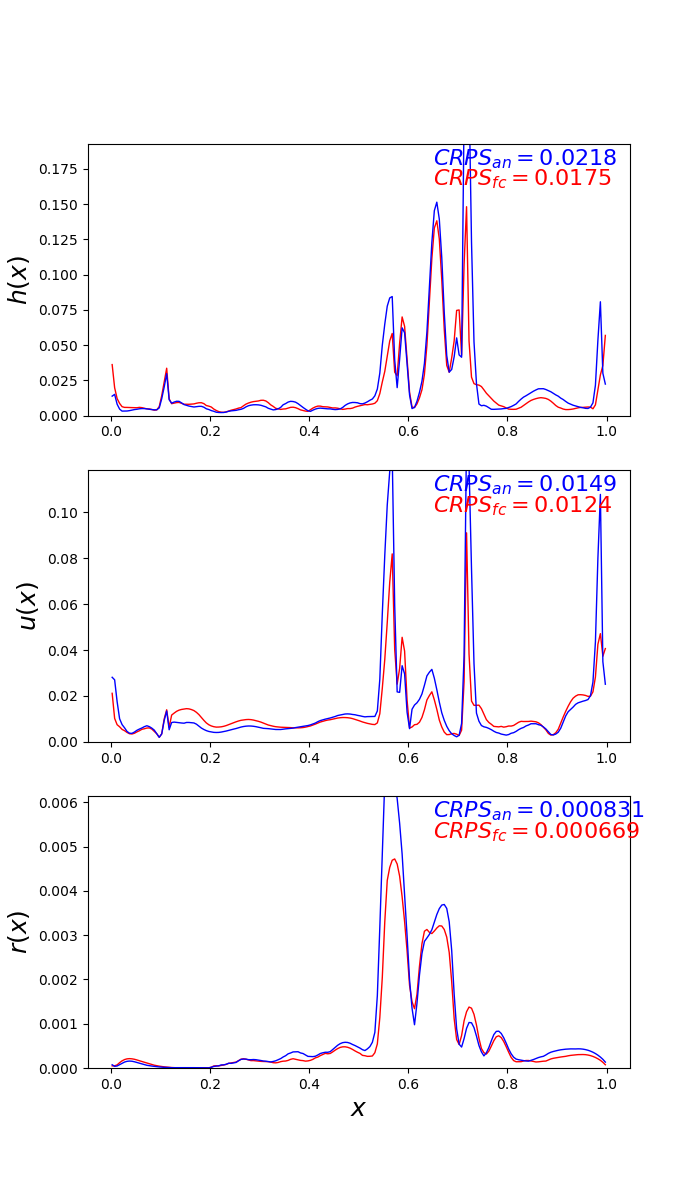 CRPS_an = 0.0218
CRPS_fc = 0.0175
h(x)
0.175
0.150
0.125
0.100
0.075
0.050
0.025
0.000
0.0 0.2 0.4 0.6 0.8 1.0
CRPS_an = 0.0149
CRPS_fc = 0.0124
u(x)
0.10
0.08
0.06
0.04
0.02
0.00
0.0 0.2 0.4 0.6 0.8 1.0
CRPS_an = 0.000831
CRPS_fc = 0.000669
r(x)
0.006
0.005
0.004
0.003
0.002
0.001
0.000
0.0 0.2 0.4 0.6 0.8 1.0
x